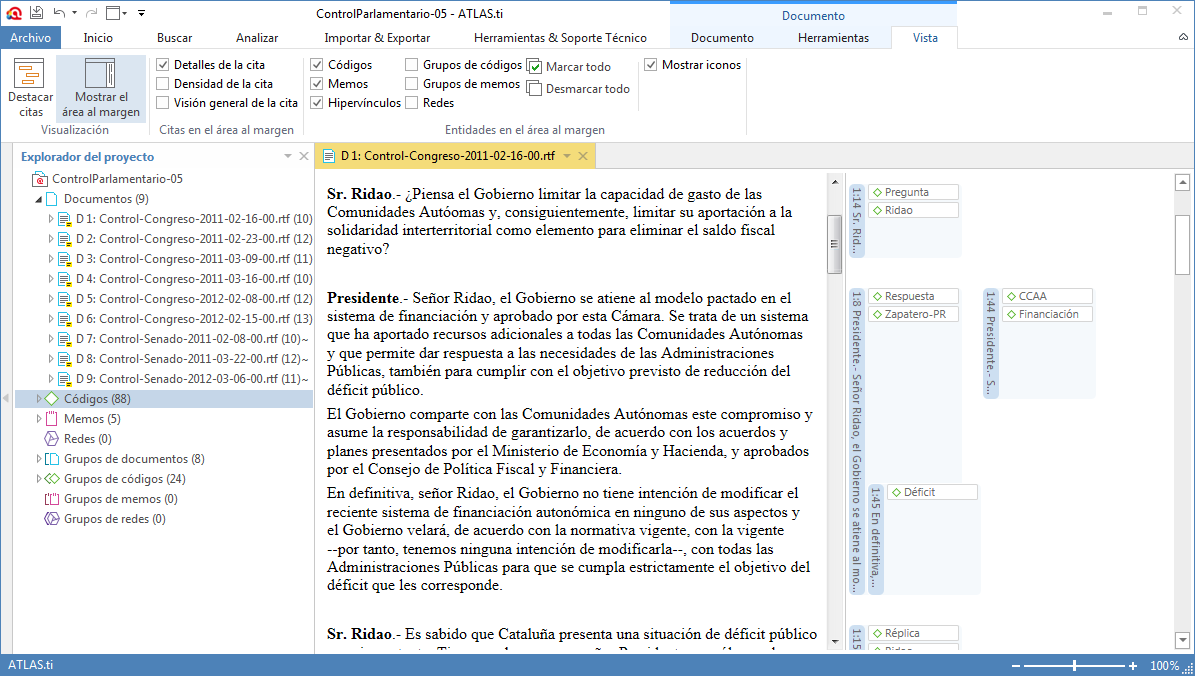 ControlParlamentario-05 - ATLAS.ti
Documento
Archivo
Inicio
Buscar
Analizar
Importar & Exportar
Herramientas & Soporte Técnico
Documento
Herramientas
Vista
Destacar citas
Mostrar el área al margen
Visualización
Detalles de la cita
Densidad de la cita
Visión general de la cita
Citas en el área al margen
Códigos
Memos
Hipervínculos
Grupos de códigos
Grupos de memos
Redes
Marcar todo
Desmarcar todo
Entidades en el área al margen
Mostrar iconos
Explorador del proyecto
ControlParlamentario-05
Documentos (9)
D 1: Control-Congreso-2011-02-16-00.rtf (10)
D 2: Control-Congreso-2011-02-23-00.rtf (12)
D 3: Control-Congreso-2011-03-09-00.rtf (11)
D 4: Control-Congreso-2011-03-16-00.rtf (10)
D 5: Control-Congreso-2012-02-08-00.rtf (12)
D 6: Control-Congreso-2012-02-15-00.rtf (13)
D 7: Control-Senado-2011-02-08-00.rtf (10)~
D 8: Control-Senado-2011-03-22-00.rtf (12)~
D 9: Control-Senado-2012-03-06-00.rtf (11)~
Códigos (88)
Memos (5)
Redes (0)
Grupos de documentos (8)
Grupos de códigos (24)
Grupos de memos (0)
Grupos de redes (0)
D 1: Control-Congreso-2011-02-16-00.rtf
Sr. Ridao.- ¿Piensa el Gobierno limitar la capacidad de gasto de las
Comunidades Autóomas y, consiguientemente, limitar su aportación a la
solidaridad interterritorial como elemento para eliminar el saldo fiscal
negativo?
Presidente.- Señor Ridao, el Gobierno se atiene al modelo pactado en el
sistema de financiación y aprobado por esta Cámara. Se trata de un sistema
que ha aportado recursos adicionales a todas las Comunidades Autónomas
y que permite dar respuesta a las necesidades de las Administraciones
Públicas, también para cumplir con el objetivo previsto de reducción del
déficit público.
El Gobierno comparte con las Comunidades Autónomas este compromiso y
asume la responsabilidad de garantizarlo, de acuerdo con los acuerdos y
planes presentados por el Ministerio de Economía y Hacienda, y aprobados
por el Consejo de Política Fiscal y Financiera.
En definitiva, señor Ridao, el Gobierno no tiene intención de modificar el
reciente sistema de financiación autonómica en ninguno de sus aspectos y
el Gobierno velará, de acuerdo con la normativa vigente, con la vigente
--por tanto, tenemos ninguna intención de modificarla--, con todas las
Administraciones Públicas para que se cumpla estrictamente el objetivo del
déficit que les corresponde.
Sr. Ridao.- Es sabido que Cataluña presenta una situación de déficit público
1:14 Sr. Rid...
Pregunta
Ridao
1:8 Presidente.- Señor Ridao, el Gobierno se atiene al mo...
Respuesta
Zapatero-PR
1:44 Presidente.- S...
CCAA
Financiación
1:45 En definitiva,...
Déficit
1:15
Réplica
Ridao
ATLAS.ti
100%